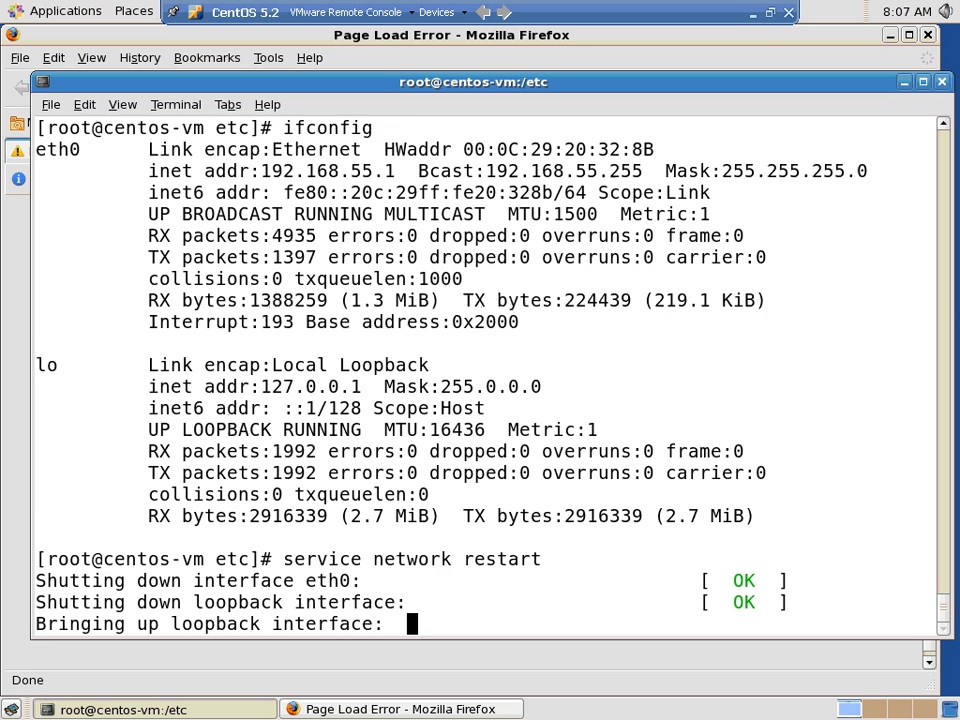 Applications Places CentOS 5.2 VMware Remote Console Devices 8:07 AM
Page Load Error - Mozilla Firefox
File Edit View History Bookmarks Tools Help
root@centos-vm:/etc
File Edit View Terminal Tabs Help
[root@centos-vm etc]# ifconfig
eth0 Link encap:Ethernet HWaddr 00:0C:29:20:32:8B
inet addr:192.168.55.1 Bcast:192.168.55.255 Mask:255.255.255.0
inet6 addr: fe80::20c:29ff:fe20:328b/64 Scope:Link
UP BROADCAST RUNNING MULTICAST MTU:1500 Metric:1
RX packets:4935 errors:0 dropped:0 overruns:0 frame:0
TX packets:1397 errors:0 dropped:0 overruns:0 carrier:0
collisions:0 txqueuelen:1000
RX bytes:1388259 (1.3 MiB) TX bytes:224439 (219.1 KiB)
Interrupt:193 Base address:0x2000
lo Link encap:Local Loopback
inet addr:127.0.0.1 Mask:255.0.0.0
inet6 addr: ::1/128 Scope:Host
UP LOOPBACK RUNNING MTU:16436 Metric:1
RX packets:1992 errors:0 dropped:0 overruns:0 frame:0
TX packets:1992 errors:0 dropped:0 overruns:0 carrier:0
collisions:0 txqueuelen:0
RX bytes:2916339 (2.7 MiB) TX bytes:2916339 (2.7 MiB)
[root@centos-vm etc]# service network restart
Shutting down interface eth0: [ OK ]
Shutting down loopback interface: [ OK ]
Bringing up loopback interface:
Done
root@centos-vm:/etc Page Load Error - Mozilla Firefox